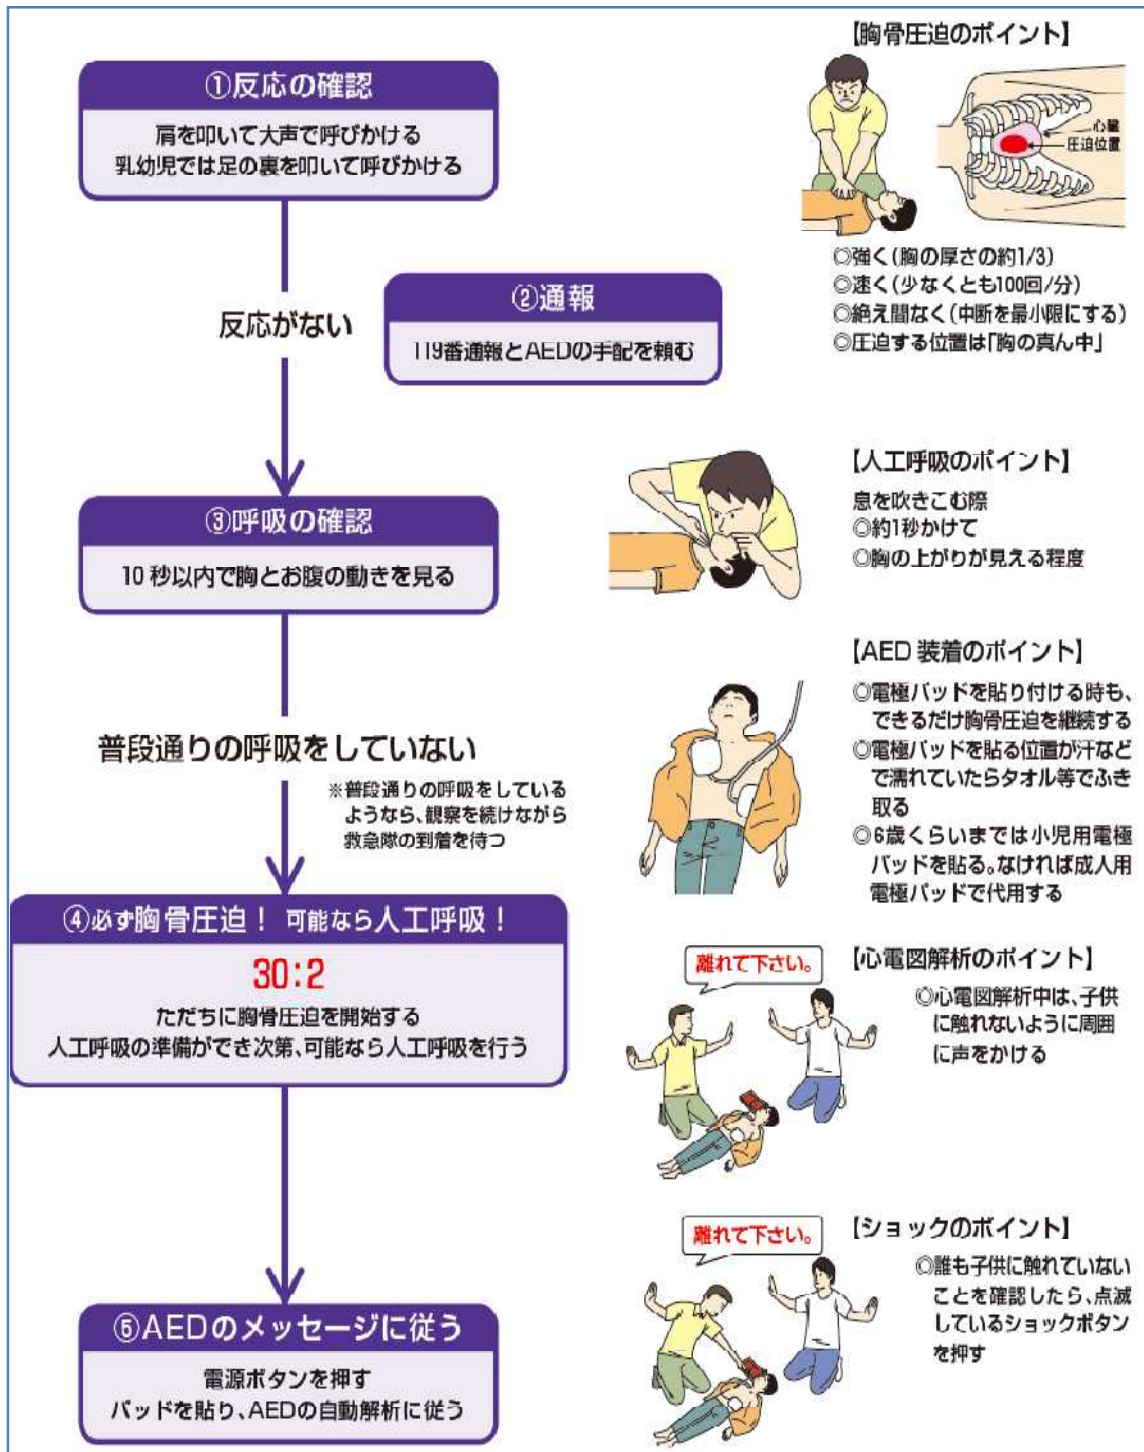 ①反応の確認
肩を叩いて大声で呼びかける
乳幼児では足の裏を叩いて呼びかける
反応がない
②通報
119番通報とAEDの手配を頼む
③呼吸の確認
10秒以内で胸とお腹の動きを見る
普段通りの呼吸をしていない
※普段通りの呼吸をしている
ようなら、観察を続けながら
救急隊の到着を待つ
④必ず胸骨圧迫！ 可能なら人工呼吸！
30：2
ただちに胸骨圧迫を開始する
人工呼吸の準備ができ次第、可能なら人工呼吸を行う
⑤AEDのメッセージに従う
電源ボタンを押す
パッドを貼り、AEDの自動解析に従う
【胸骨圧迫のポイント】
心臓
圧迫位置
◎強く（胸の厚さの約1/3）
◎速く（少なくとも100回/分）
◎絶え間なく（中断を最小限にする）
◎圧迫する位置は「胸の真ん中」
【人工呼吸のポイント】
息を吹きこむ際
◎約1秒かけて
◎胸の上がりが見える程度
【AED 装着のポイント】
◎電極パッドを貼り付ける時も、
できるだけ胸骨圧迫を継続する
◎電極パッドを貼る位置が汗など
で濡れていたらタオル等でふき
取る
◎6歳くらいまでは小児用電極
パッドを貼る。なければ成人用
電極パッドで代用する
離れて下さい。
【心電図解析のポイント】
◎心電図解析中は、子供
に触れないように周囲
に声をかける
離れて下さい。
【ショックのポイント】
◎誰も子供に触れていない
ことを確認したら、点滅
しているショックボタン
を押す